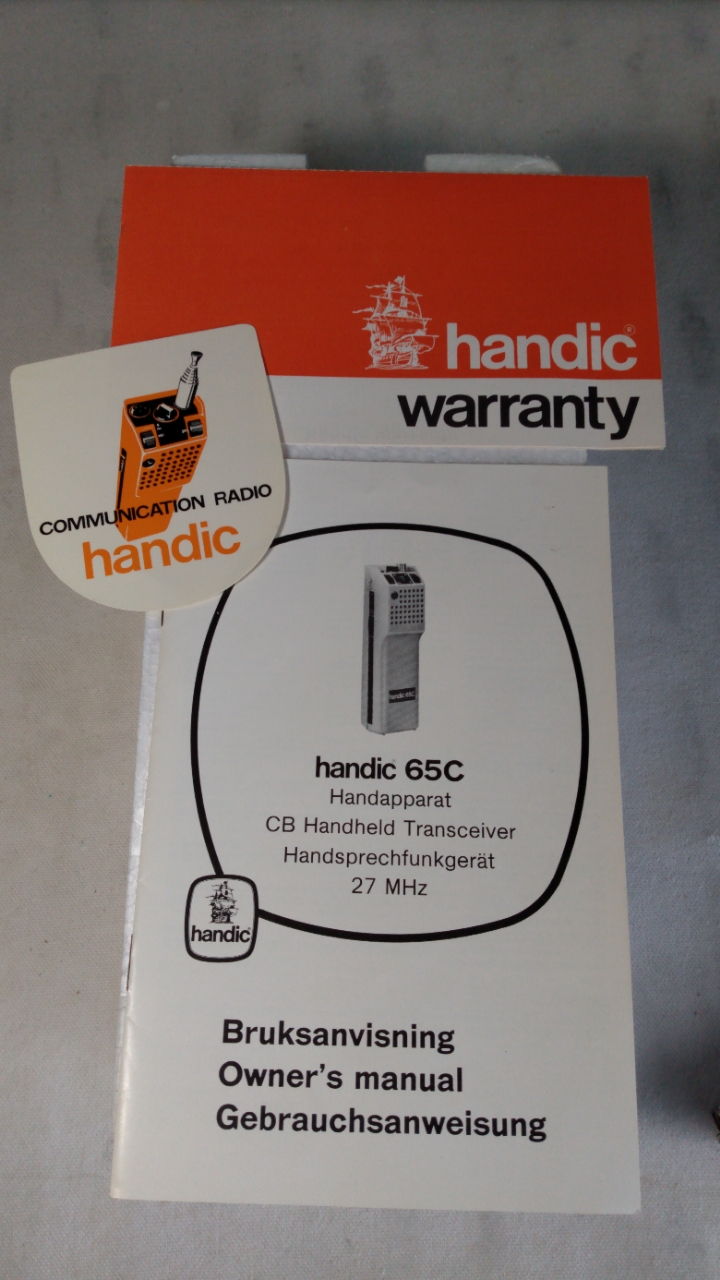 handic®
warranty
COMMUNICATION RADIO
handic
handic 65C
handic 65C
Handapparat
CB Handheld Transceiver
Handsprechfunkgerät
27 MHz
handic
Bruksanvisning
Owner's manual
Gebrauchsanweisung